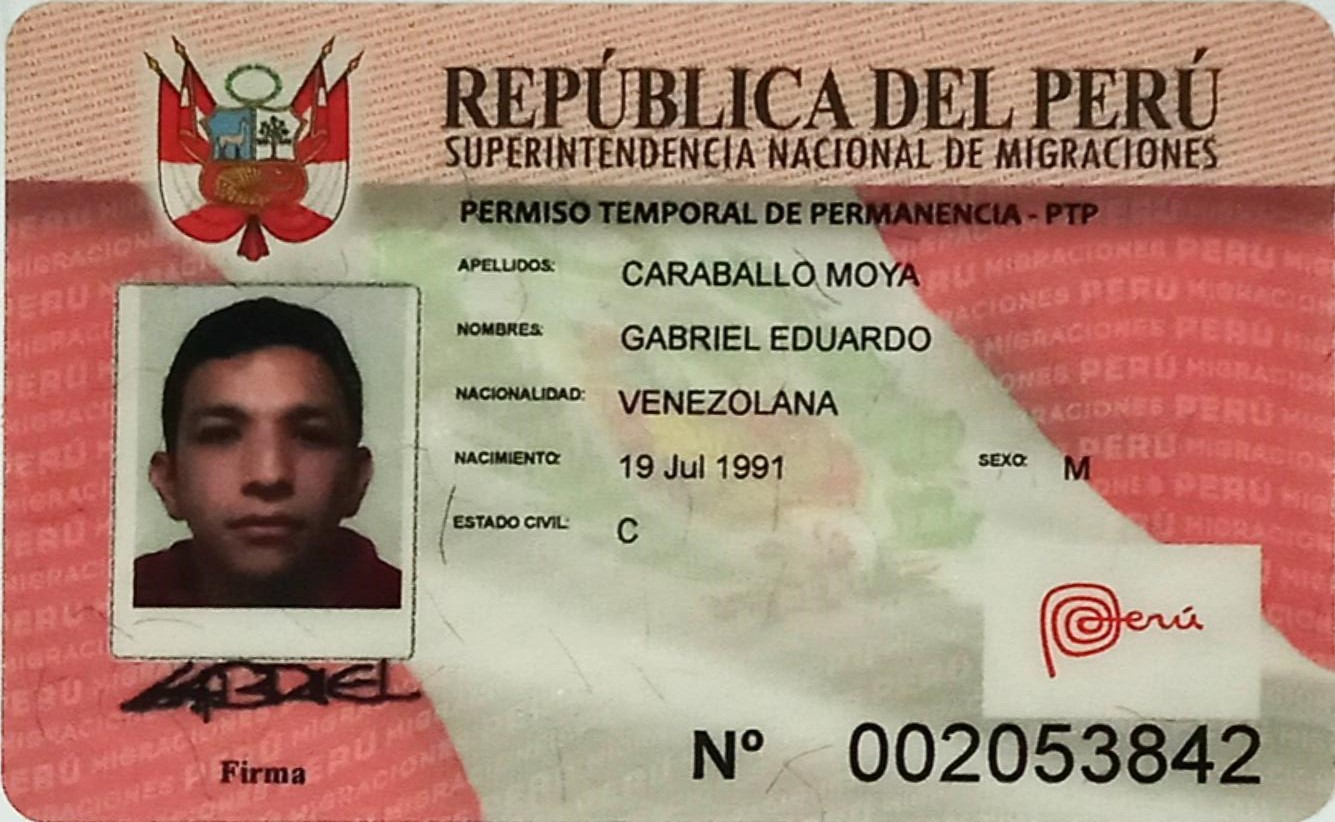 REPÚBLICA DEL PERÚ
SUPERINTENDENCIA NACIONAL DE MIGRACIONES
PERMISO TEMPORAL DE PERMANENCIA - PTP
APELLIDOS: CARABALLO MOYA
NOMBRES: GABRIEL EDUARDO
NACIONALIDAD: VENEZOLANA
NACIMIENTO: 19 Jul 1991 SEXO: M
ESTADO CIVIL: C
Perú
GABRIEL
Firma
Nº 002053842